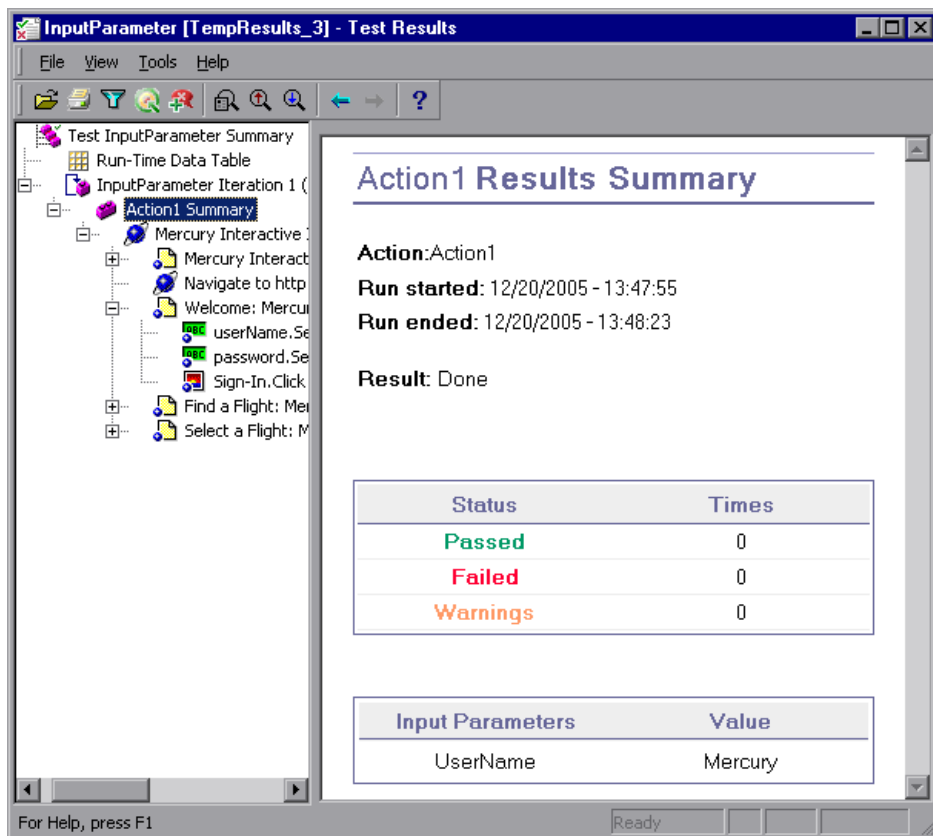 InputParameter [TempResults_3] - Test Results
File View Tools Help
Test InputParameter Summary
Run-Time Data Table
InputParameter Iteration 1 (
Action1 Summary
Mercury Interactive
Mercury Interact
Navigate to http
Welcome: Mercur
ABC userName.Se
ABC password.Se
Sign-In.Click
Find a Flight: Mer
Select a Flight: M
Action1 Results Summary
Action:Action1
Run started: 12/20/2005 - 13:47:55
Run ended: 12/20/2005 - 13:48:23
Result: Done
Status Times
Passed 0
Failed 0
Warnings 0
Input Parameters Value
UserName Mercury
For Help, press F1
Ready